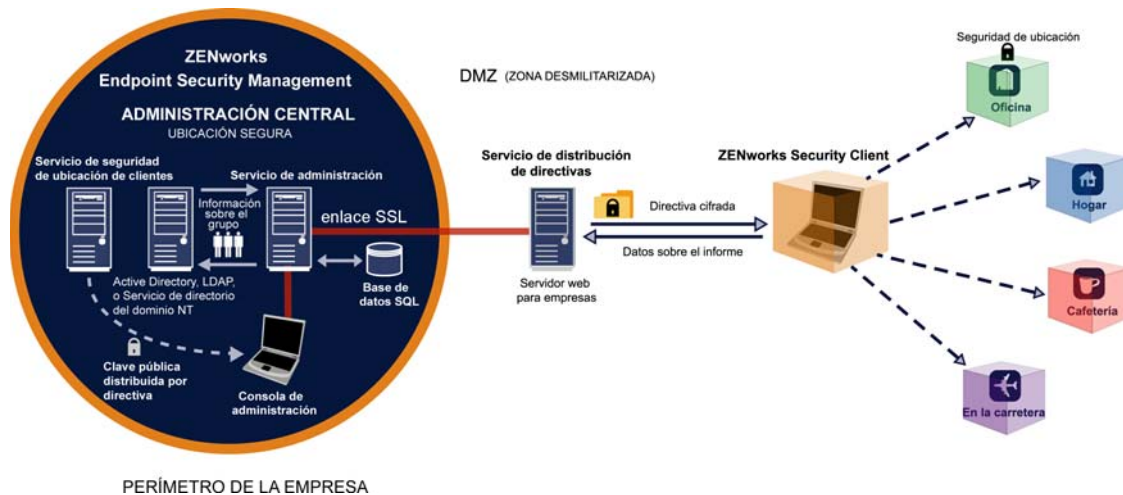 ZENworks
Endpoint Security Management
ADMINISTRACIÓN CENTRAL
UBICACIÓN SEGURA
Servicio de seguridad
de ubicación de clientes
Servicio de administración
Información
sobre el
grupo
enlace SSL
Active Directory, LDAP,
o Servicio de directorio
del dominio NT
Base de
datos SQL
Clave pública
distribuida por
directiva
Consola de
administración
PERÍMETRO DE LA EMPRESA
DMZ (ZONA DESMILITARIZADA)
Servicio de distribución
de directivas
Directiva cifrada
Datos sobre el informe
Servidor web
para empresas
ZENworks Security Client
Seguridad de ubicación
Oficina
Hogar
Cafetería
En la carretera